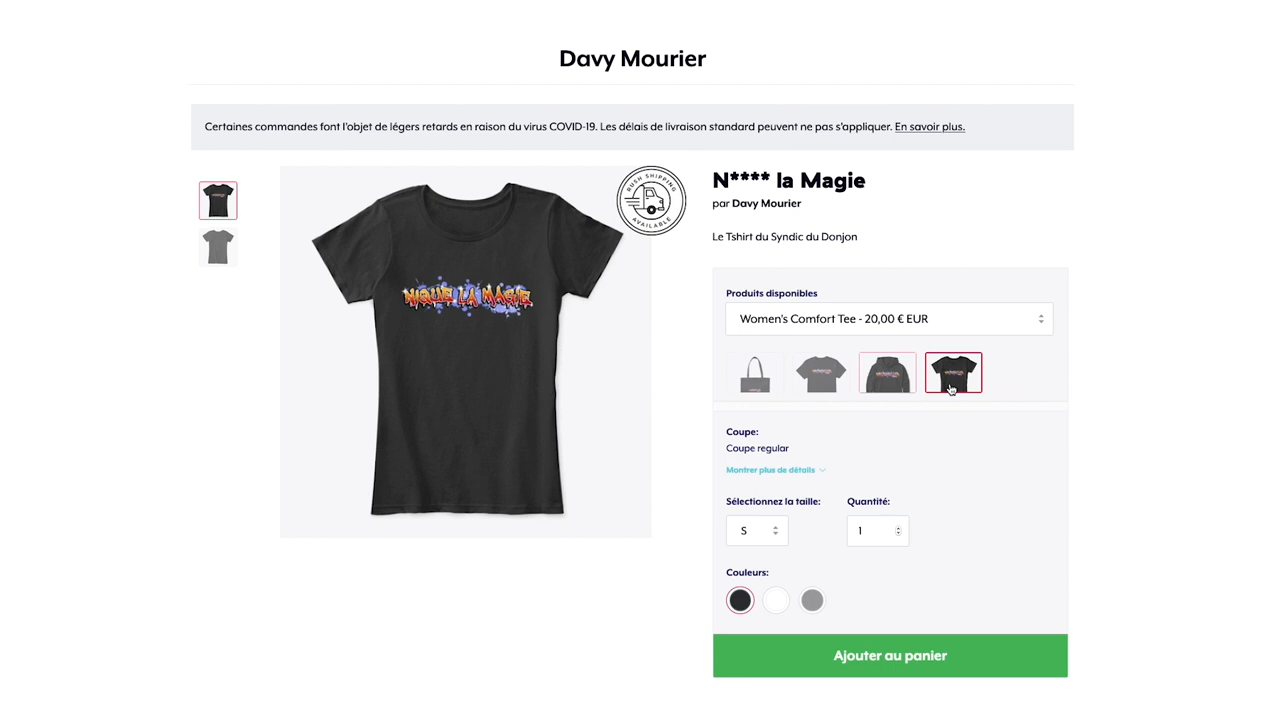 Davy Mourier
Certaines commandes font l'objet de légers retards en raison du virus COVID-19. Les délais de livraison standard peuvent ne pas s'appliquer. En savoir plus.
RUSH SHIPPING
AVAILABLE
NIQUE LA MAGIE
N**** la Magie
par Davy Mourier
Le Tshirt du Syndic du Donjon
Produits disponibles
Women's Comfort Tee - 20,00 € EUR
Coupe:
Coupe regular
Montrer plus de détails
Sélectionnez la taille: Quantité:
S 1
Couleurs:
Ajouter au panier